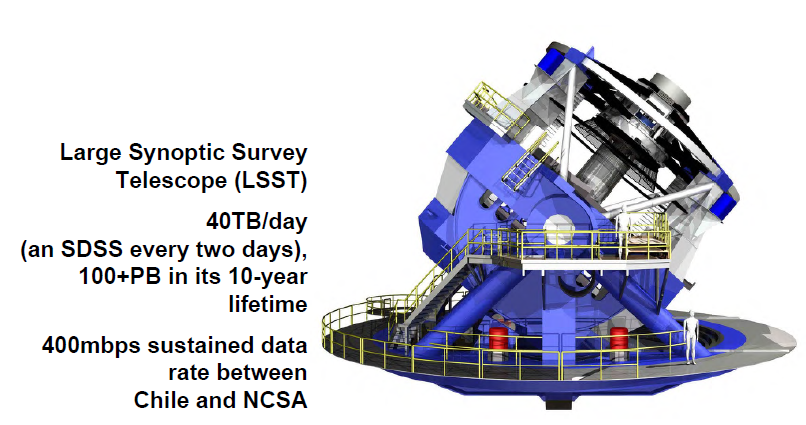 Large Synoptic Survey
Telescope (LSST)
40TB/day
(an SDSS every two days),
100+PB in its 10-year
lifetime
400mbps sustained data
rate between
Chile and NCSA